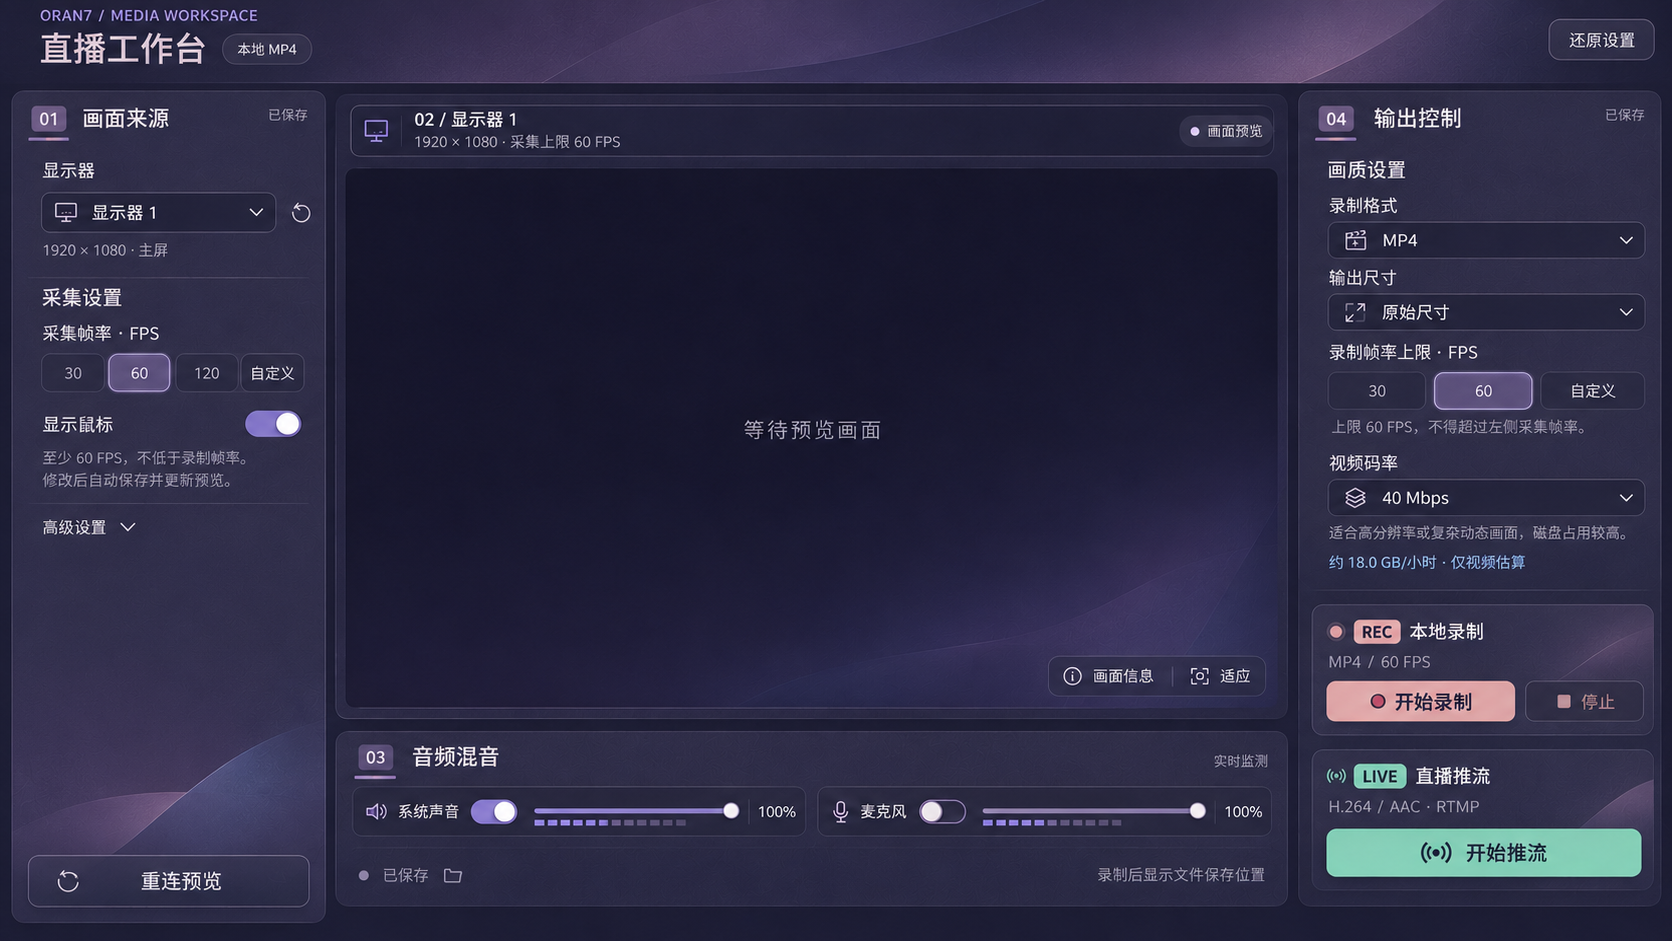 ORAN7 / MEDIA WORKSPACE
直播工作台
本地 MP4
还原设置
01 画面来源
已保存
显示器
显示器 1
1920 × 1080 · 主屏
采集设置
采集帧率 · FPS
30
60
120
自定义
显示鼠标
至少 60 FPS，不低于录制帧率。
修改后自动保存并更新预览。
高级设置
重连预览
02 / 显示器 1
1920 × 1080 · 采集上限 60 FPS
画面预览
等待预览画面
画面信息
适应
03 音频混音
实时监测
系统声音
100%
麦克风
100%
已保存
录制后显示文件保存位置
04 输出控制
已保存
画质设置
录制格式
MP4
输出尺寸
原始尺寸
录制帧率上限 · FPS
30
60
自定义
上限 60 FPS，不得超过左侧采集帧率。
视频码率
40 Mbps
适合高分辨率或复杂动态画面，磁盘占用较高。
约 18.0 GB/小时 · 仅视频估算
REC 本地录制
MP4 / 60 FPS
开始录制
停止
LIVE 直播推流
H.264 / AAC · RTMP
开始推流